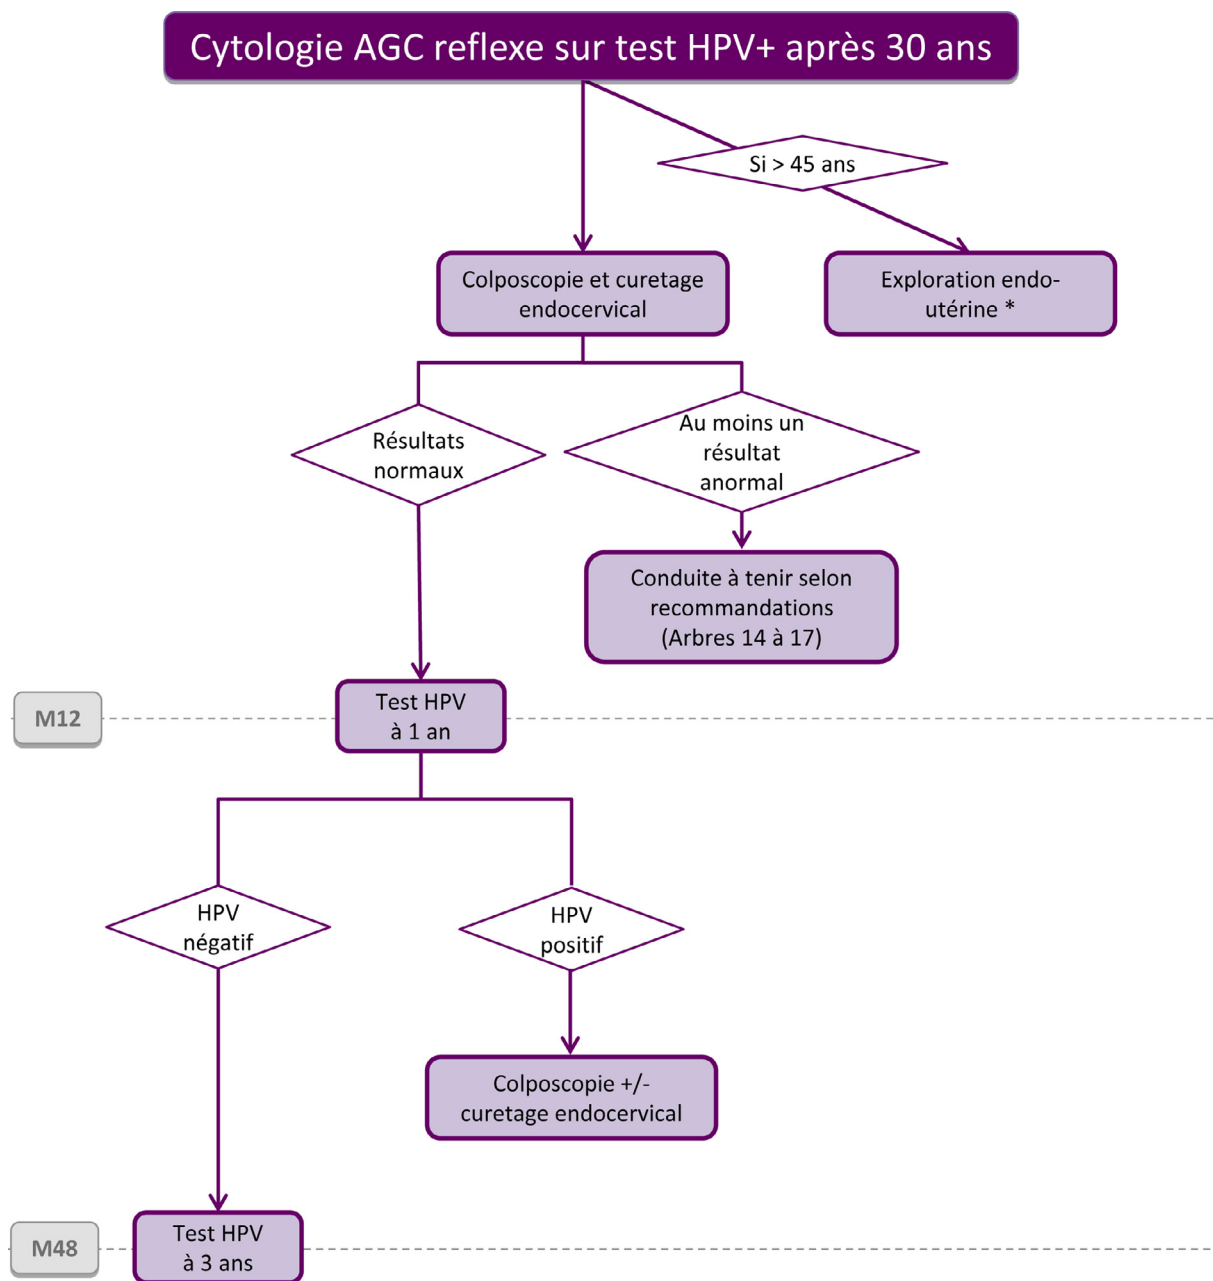 Cytologie AGC reflexe sur test HPV+ après 30 ans
Si > 45 ans
Colposcopie et curetage
endocervical
Exploration endo-
utérine *
Résultats
normaux
Au moins un
résultat
anormal
Conduite à tenir selon
recommandations
(Arbres 14 à 17)
M12
Test HPV
à 1 an
HPV
négatif
HPV
positif
Colposcopie +/-
curetage endocervical
M48
Test HPV
à 3 ans